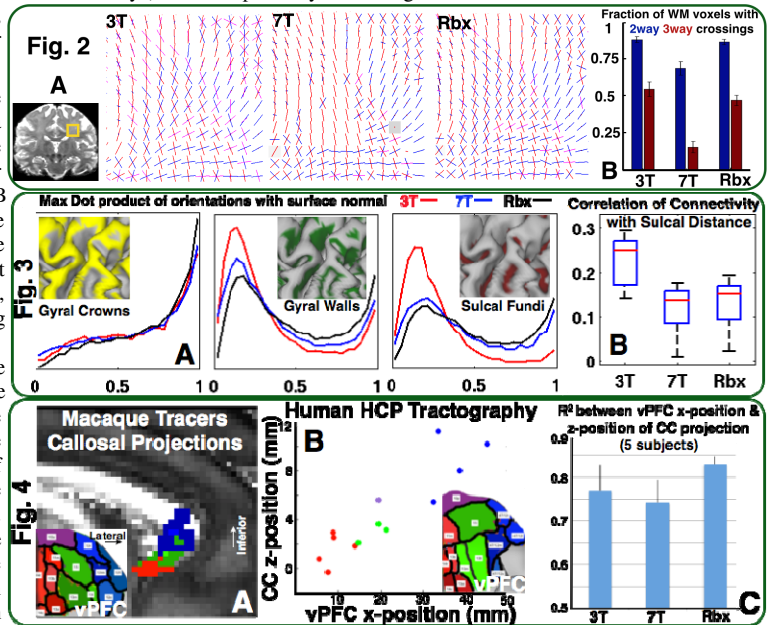 Fig. 2
A
3T
7T
Rbx
Fraction of WM voxels with
2way 3way crossings
1
0.75
0.5
0.25
B
3T 7T Rbx
Max Dot product of orientations with surface normal 3T 7T Rbx
Fig. 3
Gyral Crowns
Gyral Walls
Sulcal Fundi
A
0 0.5 1 0 0.5 1 0 0.5 1
Correlation of Connectivity
with Sulcal Distance
0.3
0.2
0.1
0
B
3T 7T Rbx
Fig. 4
Macaque Tracers
Callosal Projections
Lateral
Inferior
vPFC
A
Human HCP Tractography
B
CC z-position (mm)
12
8
4
0
vPFC
10 20 30 40 50
vPFC x-position (mm)
R² between vPFC x-position &
z-position of CC projection
(5 subjects)
0.9
0.8
0.7
0.6
0.5
3T 7T Rbx
C